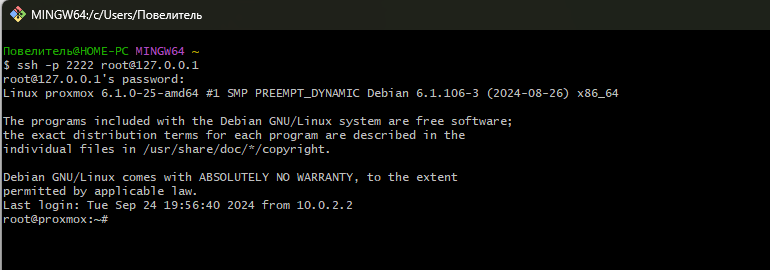 MINGW64:/c/Users/Повелитель
Повелитель@HOME-PC MINGW64 ~
$ ssh -p 2222 root@127.0.0.1
root@127.0.0.1's password:
Linux proxmox 6.1.0-25-amd64 #1 SMP PREEMPT_DYNAMIC Debian 6.1.106-3 (2024-08-26) x86_64
The programs included with the Debian GNU/Linux system are free software;
the exact distribution terms for each program are described in the
individual files in /usr/share/doc/*/copyright.
Debian GNU/Linux comes with ABSOLUTELY NO WARRANTY, to the extent
permitted by applicable law.
Last login: Tue Sep 24 19:56:40 2024 from 10.0.2.2
root@proxmox:~#